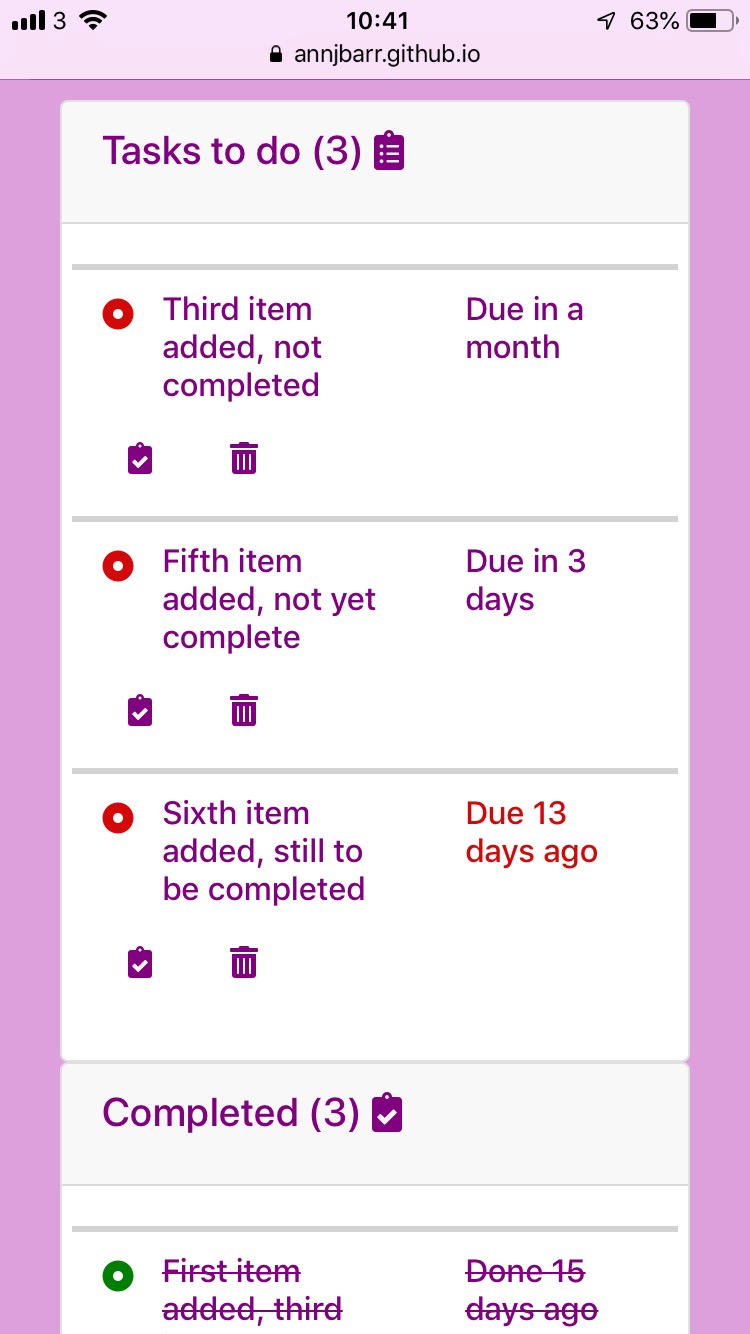 3 10:41 63%
annjbarr.github.io
Tasks to do (3)
Third item Due in a
added, not month
completed
Fifth item Due in 3
added, not yet days
complete
Sixth item Due 13
added, still to days ago
be completed
Completed (3)
First item Done 15
added, third days ago